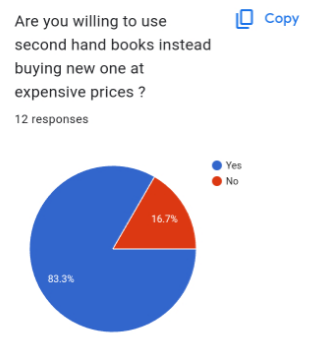 Are you willing to use
second hand books instead
buying new one at
expensive prices ?
Copy
12 responses
Yes
No
16.7%
83.3%